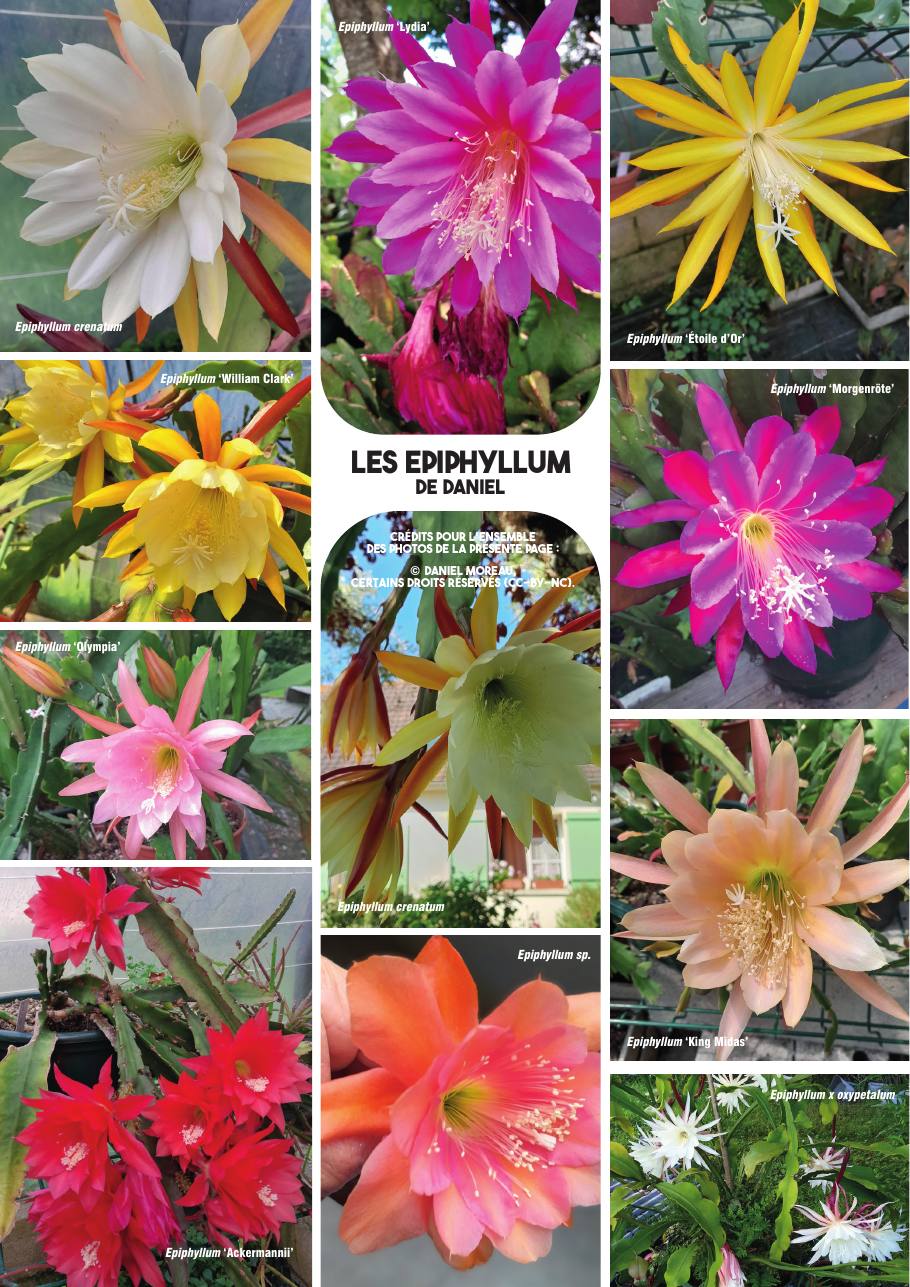 Epiphyllum crenatum
Epiphyllum ‘William Clark’
Epiphyllum ‘Olympia’
Epiphyllum ‘Ackermannii’
Epiphyllum ‘Lydia’
LES EPIPHYLLUM
DE DANIEL
CRÉDITS POUR L’ENSEMBLE
DES PHOTOS DE LA PRÉSENTE PAGE :
© DANIEL MOREAU,
CERTAINS DROITS RÉSERVÉS (CC-BY-NC).
Epiphyllum crenatum
Epiphyllum sp.
Epiphyllum ‘Étoile d’Or’
Epiphyllum ‘Morgenröte’
Epiphyllum ‘King Midas’
Epiphyllum x oxypetalum